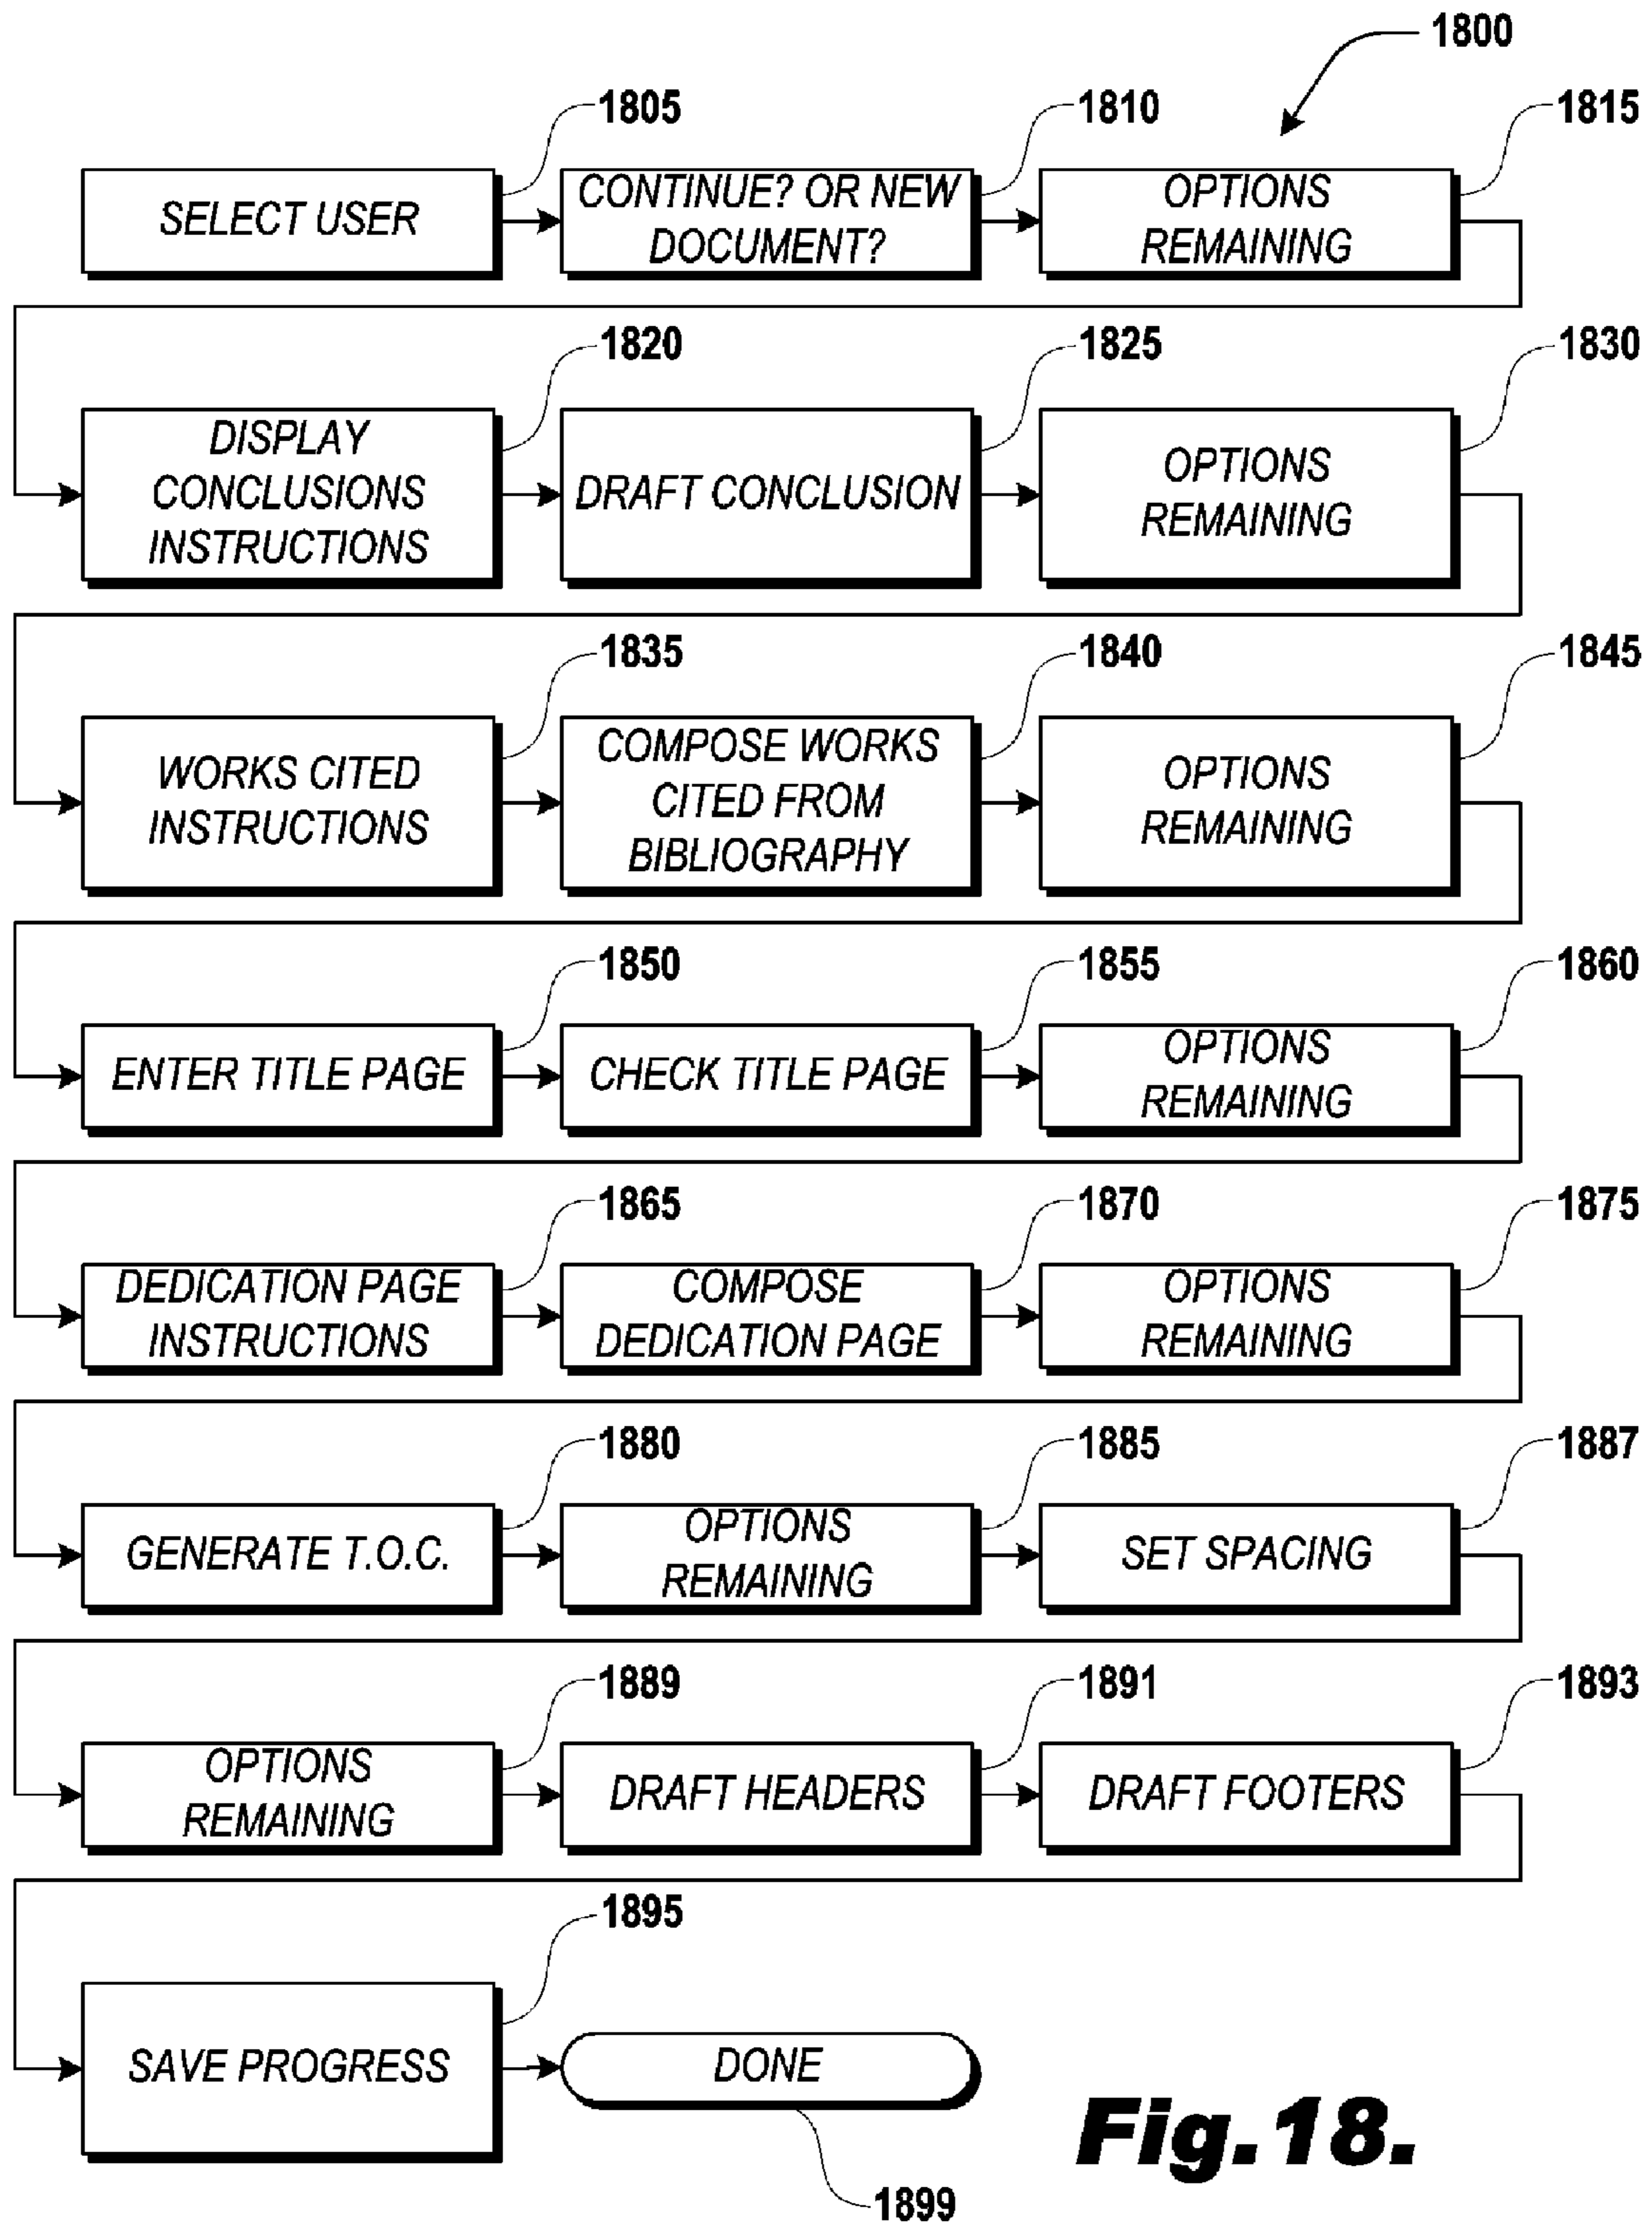 1800
1805
1810
1815
SELECT USER
CONTINUE? OR NEW
DOCUMENT?
OPTIONS
REMAINING
1820
1825
1830
DISPLAY
CONCLUSIONS
INSTRUCTIONS
DRAFT CONCLUSION
OPTIONS
REMAINING
1835
1840
1845
WORKS CITED
INSTRUCTIONS
COMPOSE WORKS
CITED FROM
BIBLIOGRAPHY
OPTIONS
REMAINING
1850
1855
1860
ENTER TITLE PAGE
CHECK TITLE PAGE
OPTIONS
REMAINING
1865
1870
1875
DEDICATION PAGE
INSTRUCTIONS
COMPOSE
DEDICATION PAGE
OPTIONS
REMAINING
1880
1885
1887
GENERATE T.O.C.
OPTIONS
REMAINING
SET SPACING
1889
1891
1893
OPTIONS
REMAINING
DRAFT HEADERS
DRAFT FOOTERS
1895
SAVE PROGRESS
DONE
1899
Fig.18.